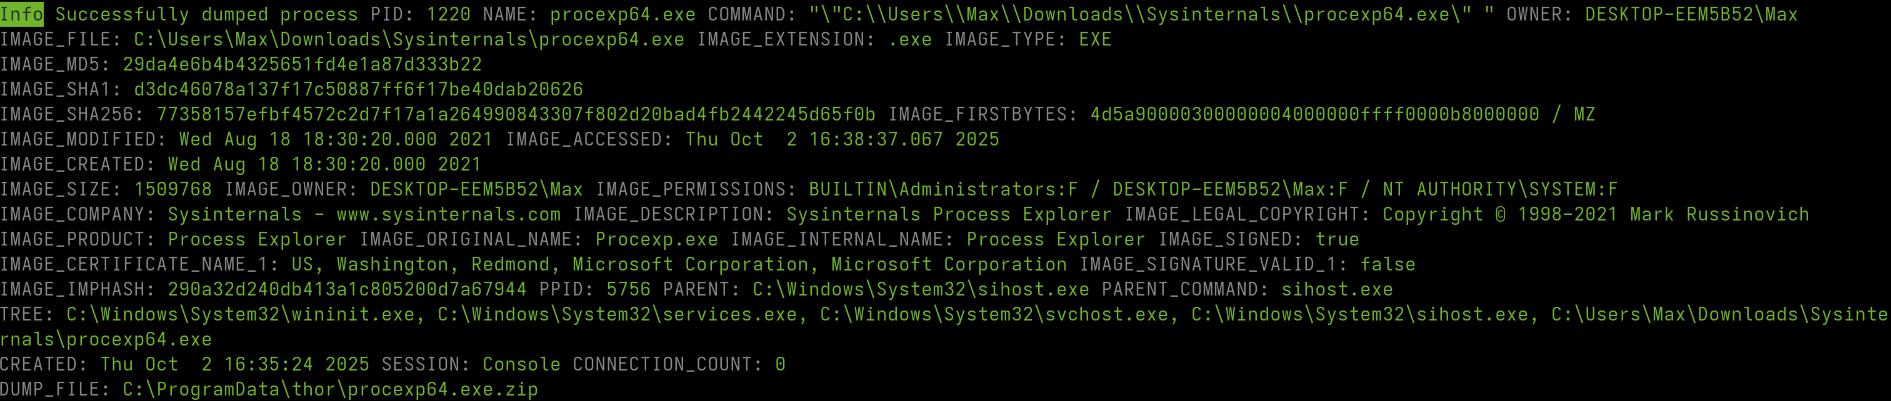 Info Successfully dumped process PID: 1220 NAME: procexp64.exe COMMAND: "\"C:\\Users\\Max\\Downloads\\Sysinternals\\procexp64.exe\" " OWNER: DESKTOP-EEM5B52\Max
IMAGE_FILE: C:\Users\Max\Downloads\Sysinternals\procexp64.exe IMAGE_EXTENSION: .exe IMAGE_TYPE: EXE
IMAGE_MD5: 29da4e6b4b4325651fd4e1a87d333b22
IMAGE_SHA1: d3dc46078a137f17c50887ff6f17be40dab20626
IMAGE_SHA256: 77358157efbf4572c2d7f17a1a264990843307f802d20bad4fb2442245d65f0b IMAGE_FIRSTBYTES: 4d5a90000300000004000000ffff0000b8000000 / MZ
IMAGE_MODIFIED: Wed Aug 18 18:30:20.000 2021 IMAGE_ACCESSED: Thu Oct  2 16:38:37.067 2025
IMAGE_CREATED: Wed Aug 18 18:30:20.000 2021
IMAGE_SIZE: 1509768 IMAGE_OWNER: DESKTOP-EEM5B52\Max IMAGE_PERMISSIONS: BUILTIN\Administrators:F / DESKTOP-EEM5B52\Max:F / NT AUTHORITY\SYSTEM:F
IMAGE_COMPANY: Sysinternals - www.sysinternals.com IMAGE_DESCRIPTION: Sysinternals Process Explorer IMAGE_LEGAL_COPYRIGHT: Copyright © 1998-2021 Mark Russinovich
IMAGE_PRODUCT: Process Explorer IMAGE_ORIGINAL_NAME: Procexp.exe IMAGE_INTERNAL_NAME: Process Explorer IMAGE_SIGNED: true
IMAGE_CERTIFICATE_NAME_1: US, Washington, Redmond, Microsoft Corporation, Microsoft Corporation IMAGE_SIGNATURE_VALID_1: false
IMAGE_IMPHASH: 290a32d240db413a1c805200d7a67944 PPID: 5756 PARENT: C:\Windows\System32\sihost.exe PARENT_COMMAND: sihost.exe
TREE: C:\Windows\System32\wininit.exe, C:\Windows\System32\services.exe, C:\Windows\System32\svchost.exe, C:\Windows\System32\sihost.exe, C:\Users\Max\Downloads\Sysinte
rnals\procexp64.exe
CREATED: Thu Oct  2 16:35:24 2025 SESSION: Console CONNECTION_COUNT: 0
DUMP_FILE: C:\ProgramData\thor\procexp64.exe.zip